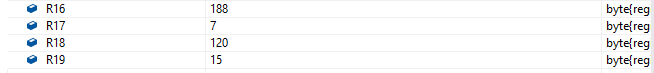 R16 188 byte{reg
R17 7 byte{reg
R18 120 byte{reg
R19 15 byte{reg